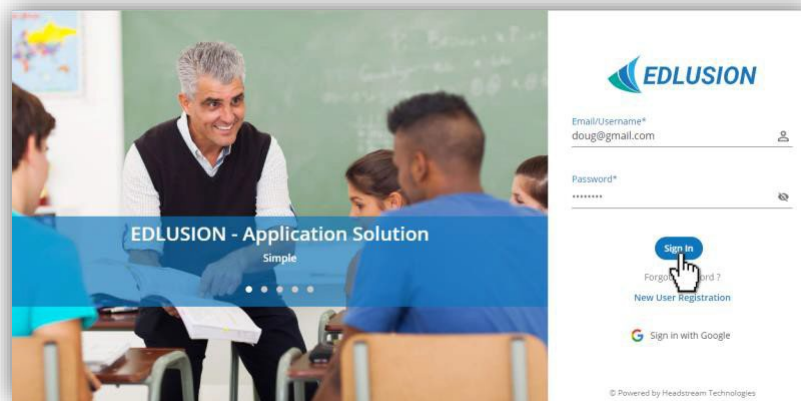 EDLUSION - Application Solution
Simple
EDLUSION
Email/Username*
doug@gmail.com
Password*
********
Sign In
New User Registration
Sign in with Google
© Powered by Headstream Technologies